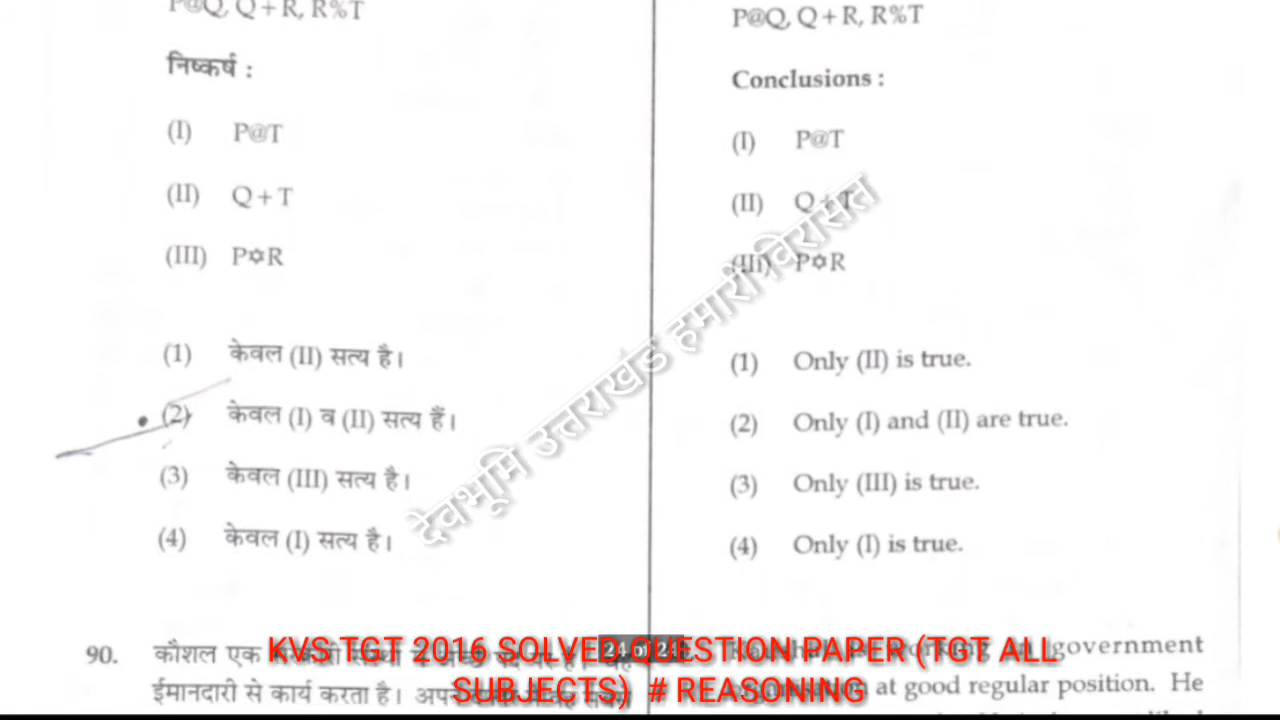 P@Q, Q + R, R%T
निष्कर्ष :
(I) P@T
(II) Q + T
(III) P✡R
(1) केवल (II) सत्य है।
(2) केवल (I) व (II) सत्य हैं।
(3) केवल (III) सत्य है।
(4) केवल (I) सत्य है।
90. कौशल एक
ईमानदारी से कार्य करता है।
P@Q, Q + R, R%T
Conclusions :
(I) P@T
(II) Q + T
(III) P✡R
(1) Only (II) is true.
(2) Only (I) and (II) are true.
(3) Only (III) is true.
(4) Only (I) is true.
government
at good regular position. He
देवभूमि उत्तराखंड हमारी विरासत
KVS TGT 2016 SOLVED QUESTION PAPER (TGT ALL
SUBJECTS) # REASONING